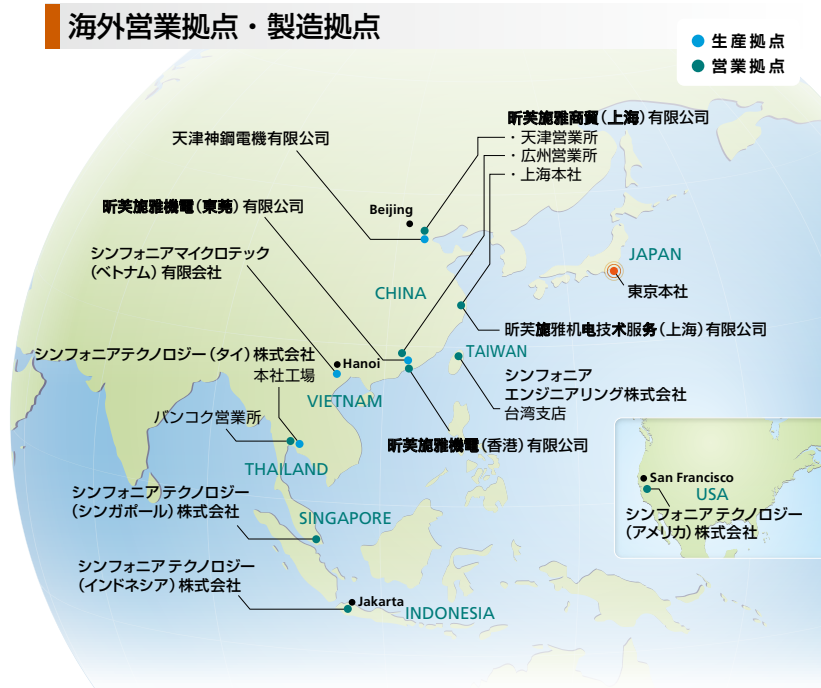 海外営業拠点・製造拠点
生産拠点
営業拠点
昕芙旎雅商貿(上海)有限公司
・天津営業所
・広州営業所
・上海本社
天津神鋼電機有限公司
昕芙旎雅機電(東莞)有限公司
Beijing
シンフォニアマイクロテック
(ベトナム)有限会社
JAPAN
東京本社
CHINA
昕芙旎雅机电技术服务(上海)有限公司
シンフォニアテクノロジー(タイ)株式会社
本社工場
Hanoi
TAIWAN
シンフォニア
エンジニアリング株式会社
台湾支店
VIETNAM
バンコク営業所
昕芙旎雅機電(香港)有限公司
THAILAND
San Francisco
USA
シンフォニア テクノロジー
(アメリカ)株式会社
シンフォニア テクノロジー
(シンガポール)株式会社
SINGAPORE
シンフォニア テクノロジー
(インドネシア)株式会社
Jakarta
INDONESIA